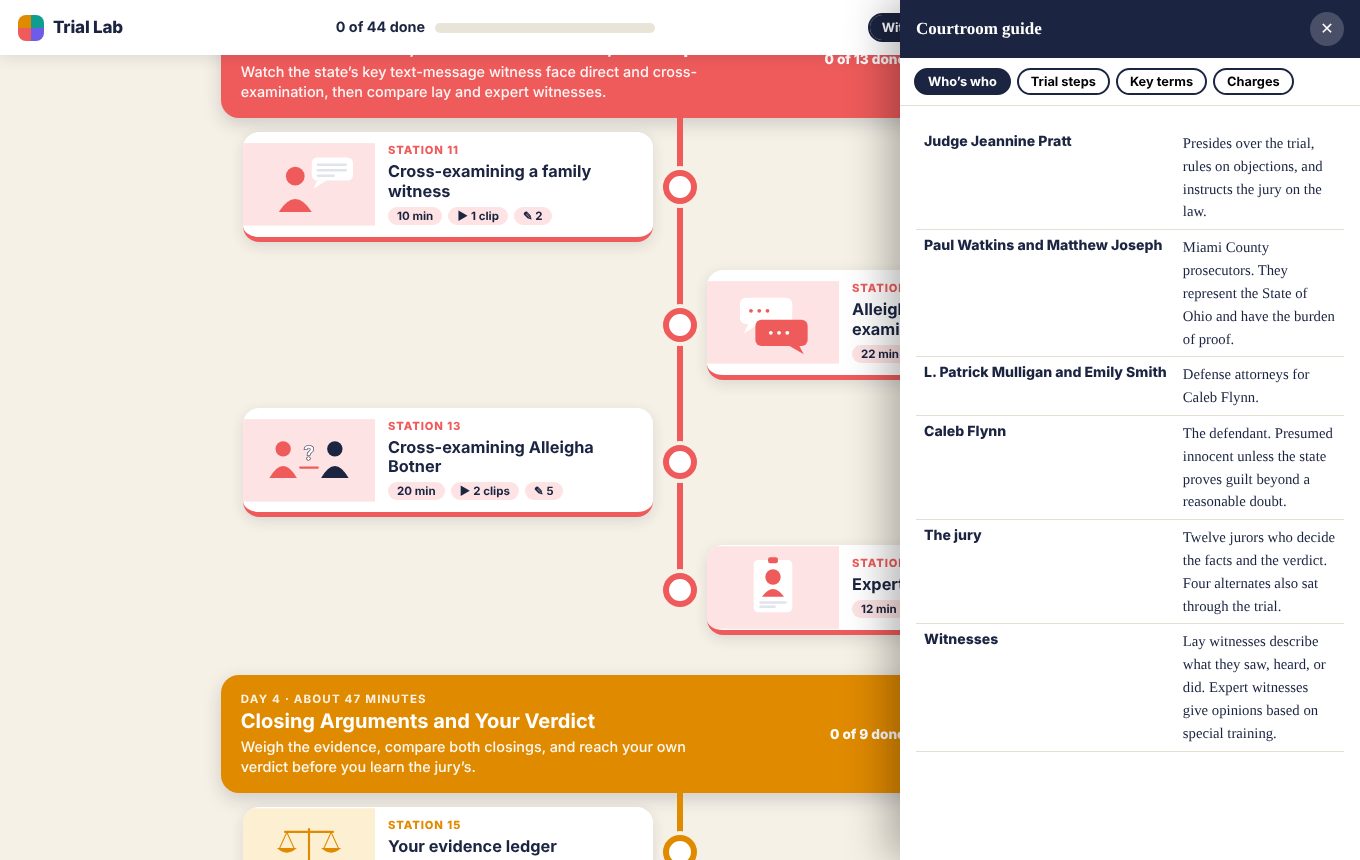 Trial Lab
0 of 44 done
Watch the state's key text-message witness face direct and cross-
examination, then compare lay and expert witnesses.
0 of 13 done
STATION 11
Cross-examining a family
witness
10 min ▶ 1 clip ✎ 2
22 min
STATION 13
Cross-examining Alleigha
Botner
20 min ▶ 2 clips ✎ 5
?
Expert
12 min
DAY 4 · ABOUT 47 MINUTES
Closing Arguments and Your Verdict
Weigh the evidence, compare both closings, and reach your own
verdict before you learn the jury's.
0 of 9 done
STATION 15
Your evidence ledger
Courtroom guide
✕
Who's who
Trial steps
Key terms
Charges
Judge Jeannine Pratt
Presides over the trial,
rules on objections, and
instructs the jury on the
law.
Paul Watkins and Matthew Joseph
Miami County
prosecutors. They
represent the State of
Ohio and have the burden
of proof.
L. Patrick Mulligan and Emily Smith
Defense attorneys for
Caleb Flynn.
Caleb Flynn
The defendant. Presumed
innocent unless the state
proves guilt beyond a
reasonable doubt.
The jury
Twelve jurors who decide
the facts and the verdict.
Four alternates also sat
through the trial.
Witnesses
Lay witnesses describe
what they saw, heard, or
did. Expert witnesses
give opinions based on
special training.